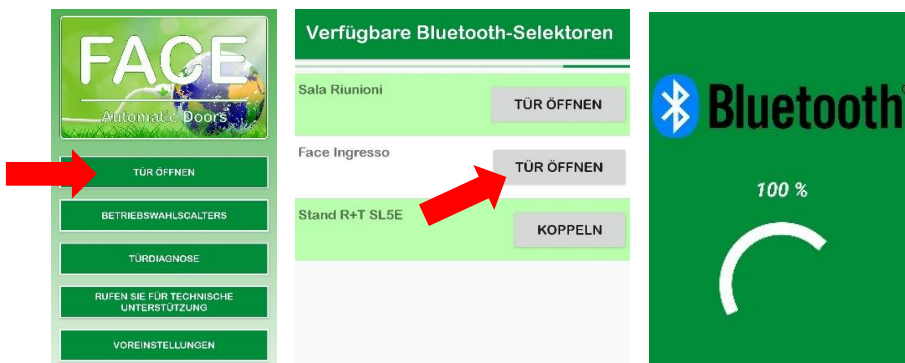 FACE
Automatic Doors
TÜR ÖFFNEN
BETRIEBSWAHLSCALTERS
TÜRDIAGNOSE
RUFEN SIE FÜR TECHNISCHE
UNTERSTÜTZUNG
VOREINSTELLUNGEN
Verfügbare Bluetooth-Selektoren
Sala Riunioni
TÜR ÖFFNEN
Face Ingresso
TÜR ÖFFNEN
Stand R+T SL5E
KOPPELN
Bluetooth
100 %